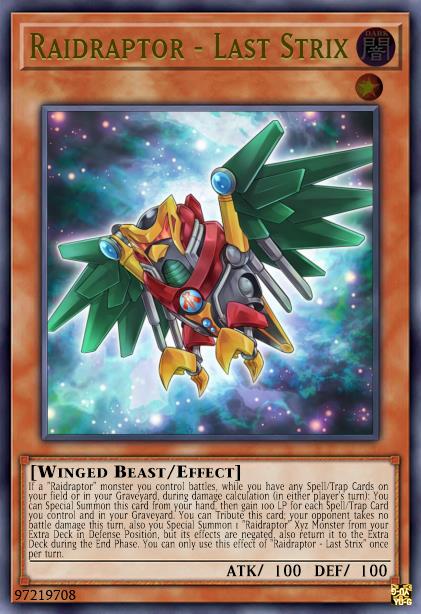 Raidraptor - Last Strix
DARK
闇
[Winged Beast/Effect]
If a "Raidraptor" monster you control battles, while you have any Spell/Trap Cards on
your field or in your Graveyard, during damage calculation (in either player's turn): You
can Special Summon this card from your hand, then gain 100 LP for each Spell/Trap Card
you control and in your Graveyard. You can Tribute this card; your opponent takes no
battle damage this turn, also you Special Summon 1 "Raidraptor" Xyz Monster from your
Extra Deck in Defense Position, but its effects are negated, also return it to the Extra
Deck during the End Phase. You can only use this effect of "Raidraptor - Last Strix" once
per turn.
ATK/ 100 DEF/ 100
97219708